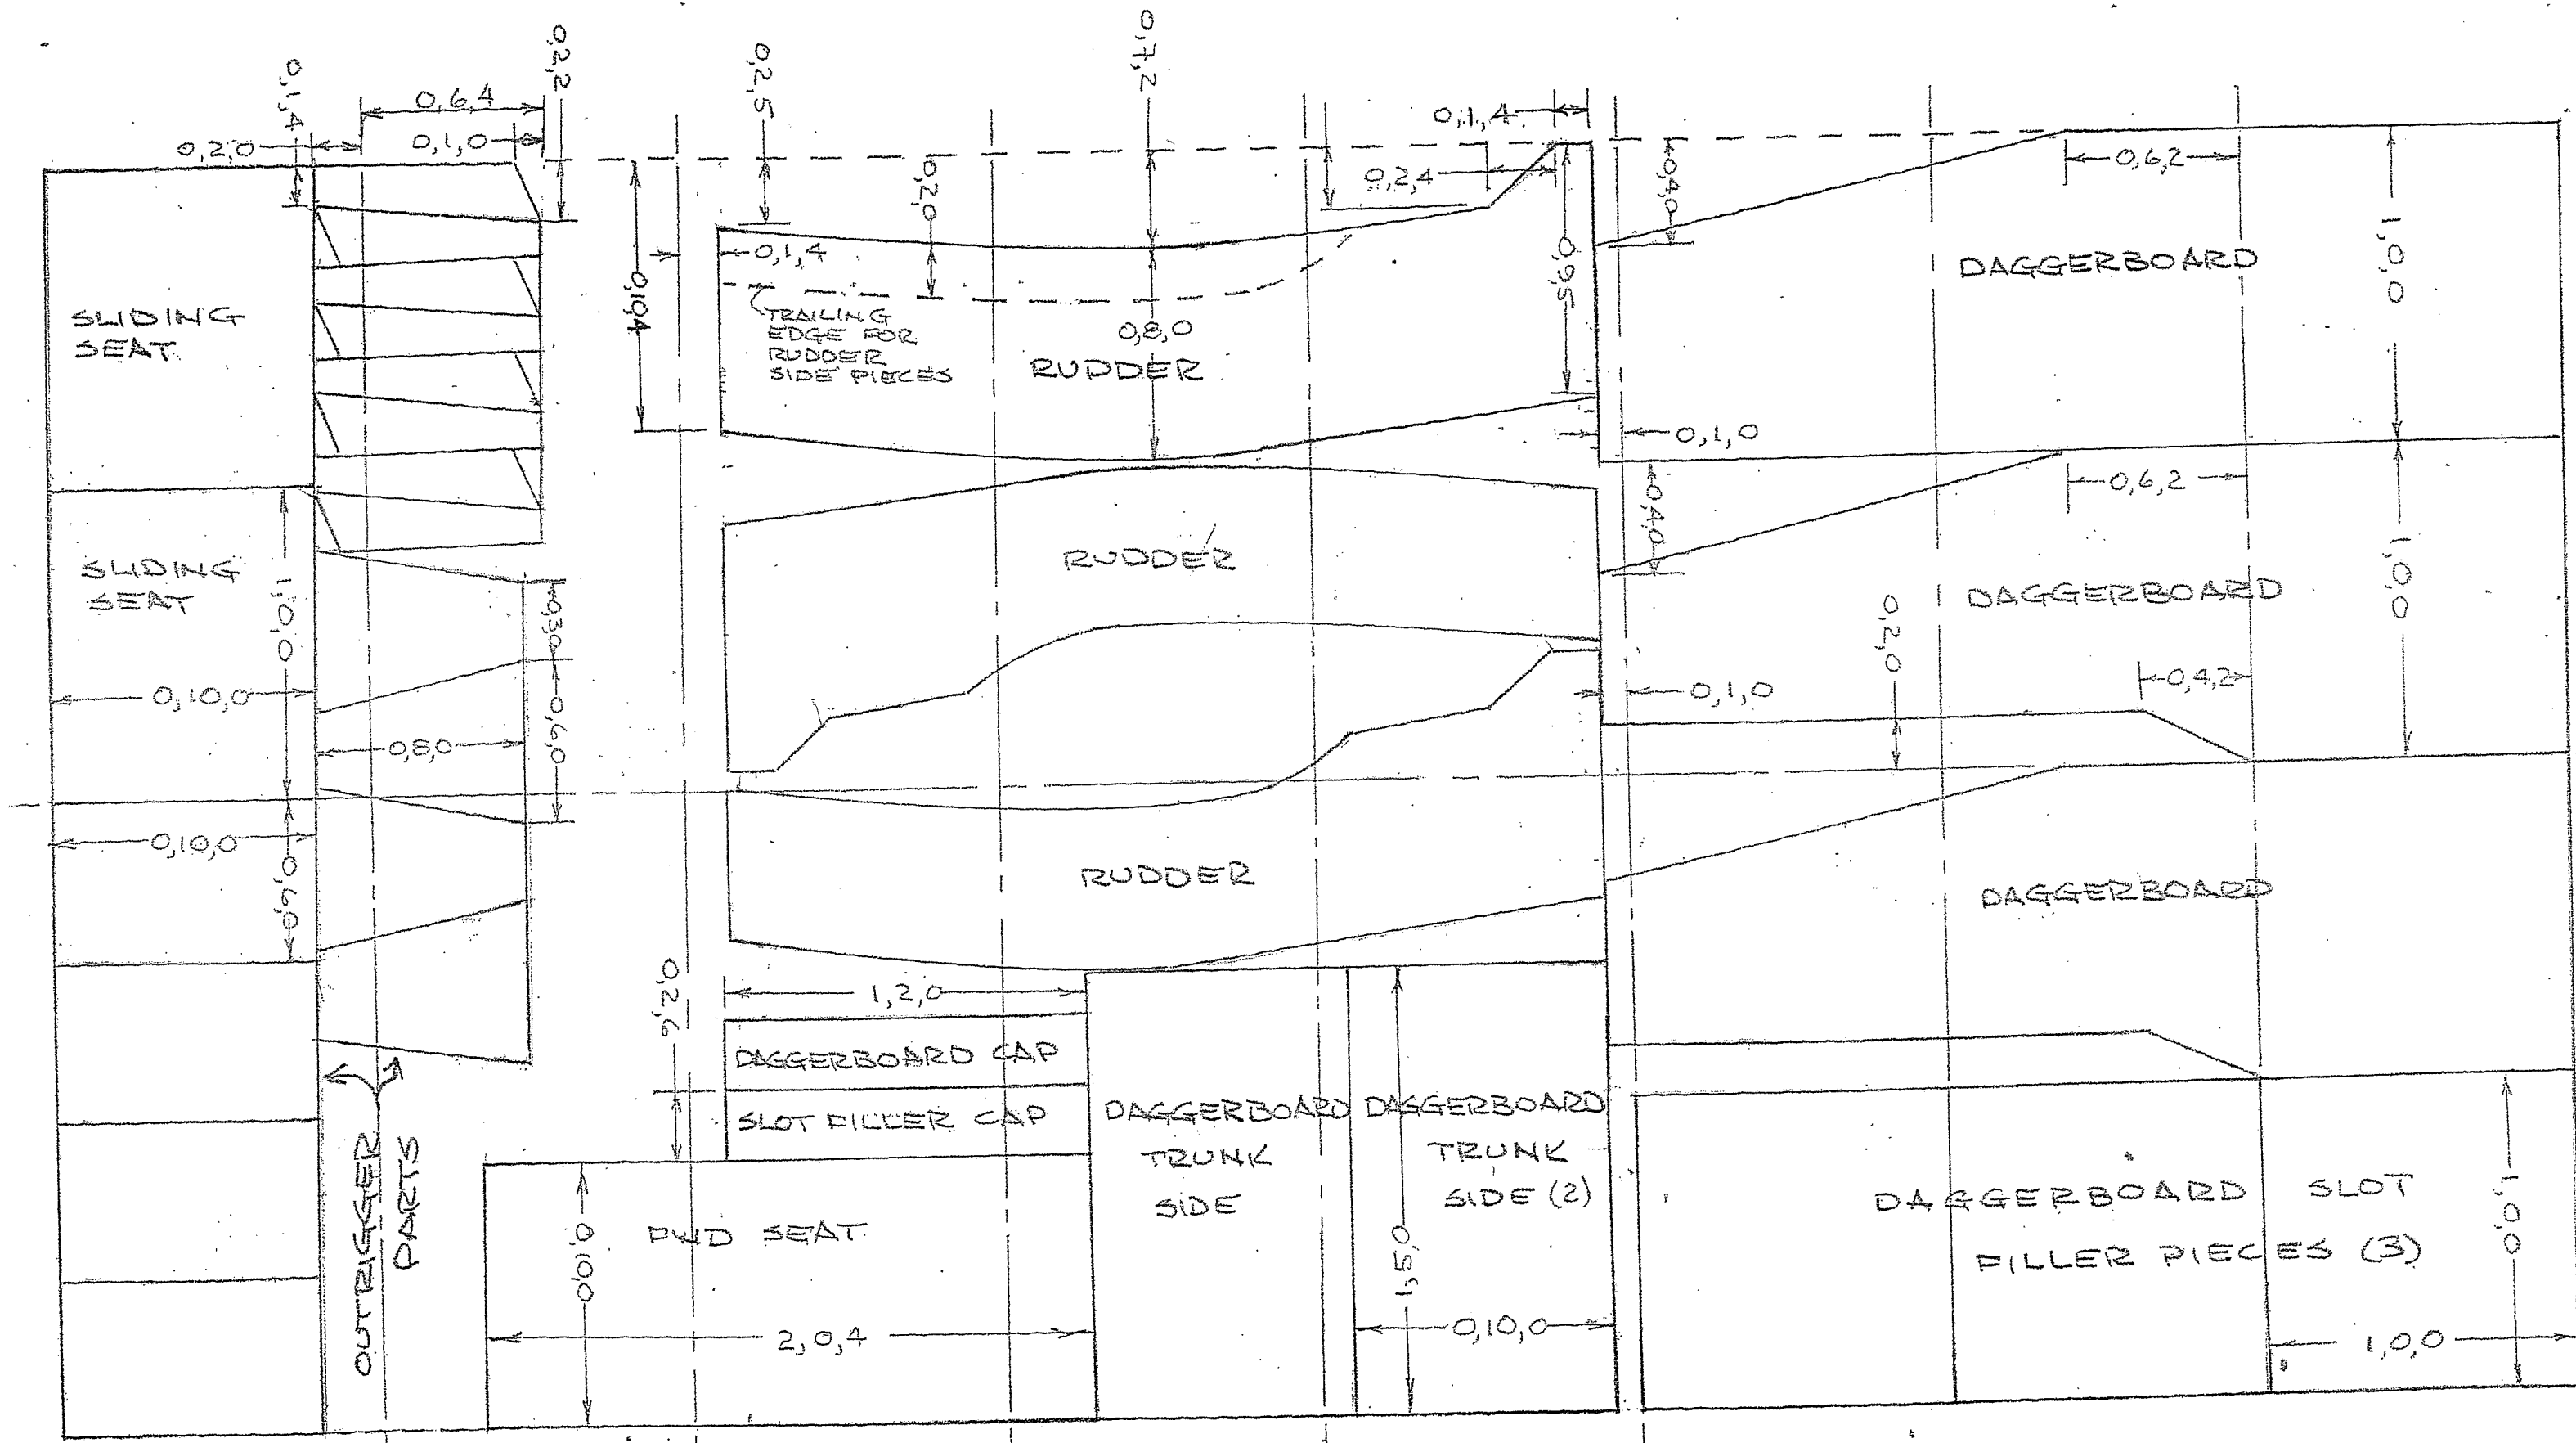 0,2,2
0,1,4
0,6,4
0,2,0
0,1,0
0,2,5
0,7,2
0,1,4
0,2,4
0,4,0
0,6,2
1,0,0
0,2,0
0,1,4
0,10,4
0,9,5
DAGGERBOARD
SLIDING
SEAT
TRAILING
EDGE FOR
RUDDER
SIDE PIECES
0,8,0
RUDDER
0,1,0
0,6,2
0,4,0
1,0,0
SLIDING
SEAT
1,0,0
0,3,0
RUDDER
DAGGERBOARD
0,2,0
0,4,2
0,10,0
0,8,0
0,6,0
0,1,0
0,10,0
0,6,0
RUDDER
DAGGERBOARD
0,2,6
1,2,0
DAGGERBOARD CAP
SLOT FILLER CAP
DAGGERBOARD
TRUNK
SIDE
DAGGERBOARD
TRUNK
SIDE (2)
1,5,0
0,10,0
OUTRIGGER
PARTS
FWD SEAT
0,10,0
2,0,4
DAGGERBOARD SLOT
FILLER PIECES (3)
1,0,0
1,0,0